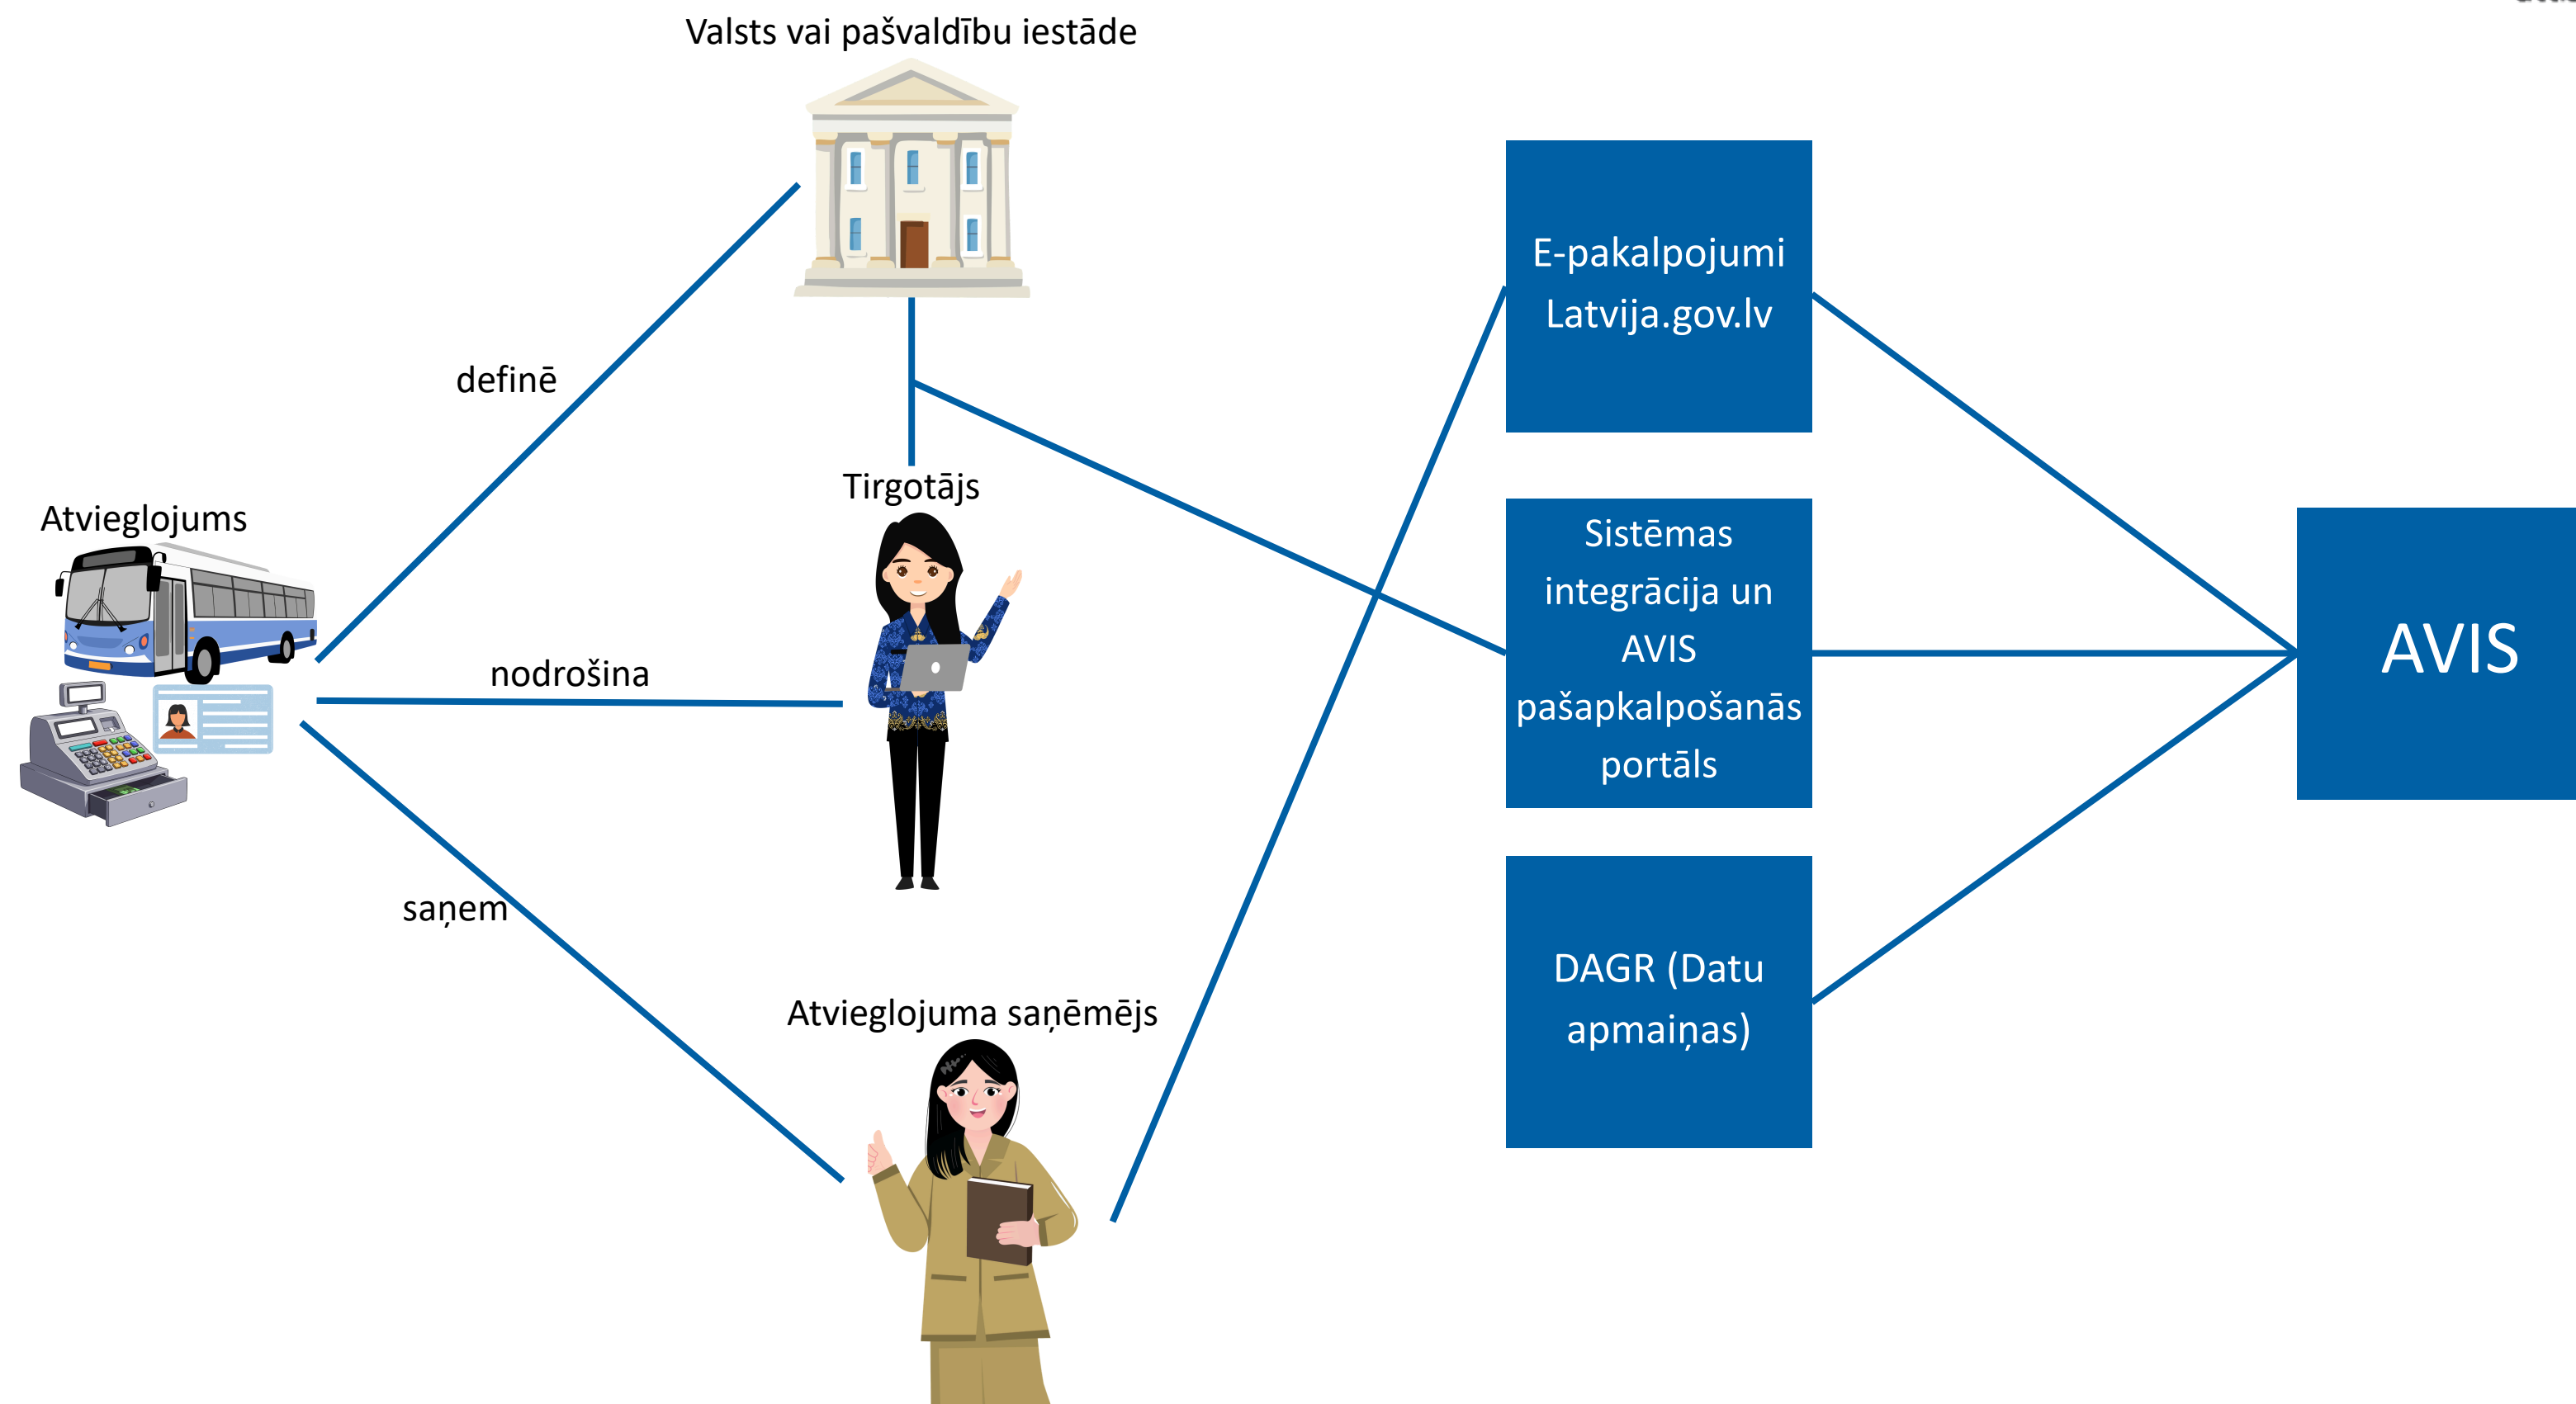 Valsts vai pašvaldību iestāde
definē
Atvieglojums
nodrošina
saņem
Tirgotājs
Atvieglojuma saņēmējs
E-pakalpojumi
Latvija.gov.lv
Sistēmas
integrācija un
AVIS
pašapkalpošanās
portāls
DAGR (Datu
apmaiņas)
AVIS